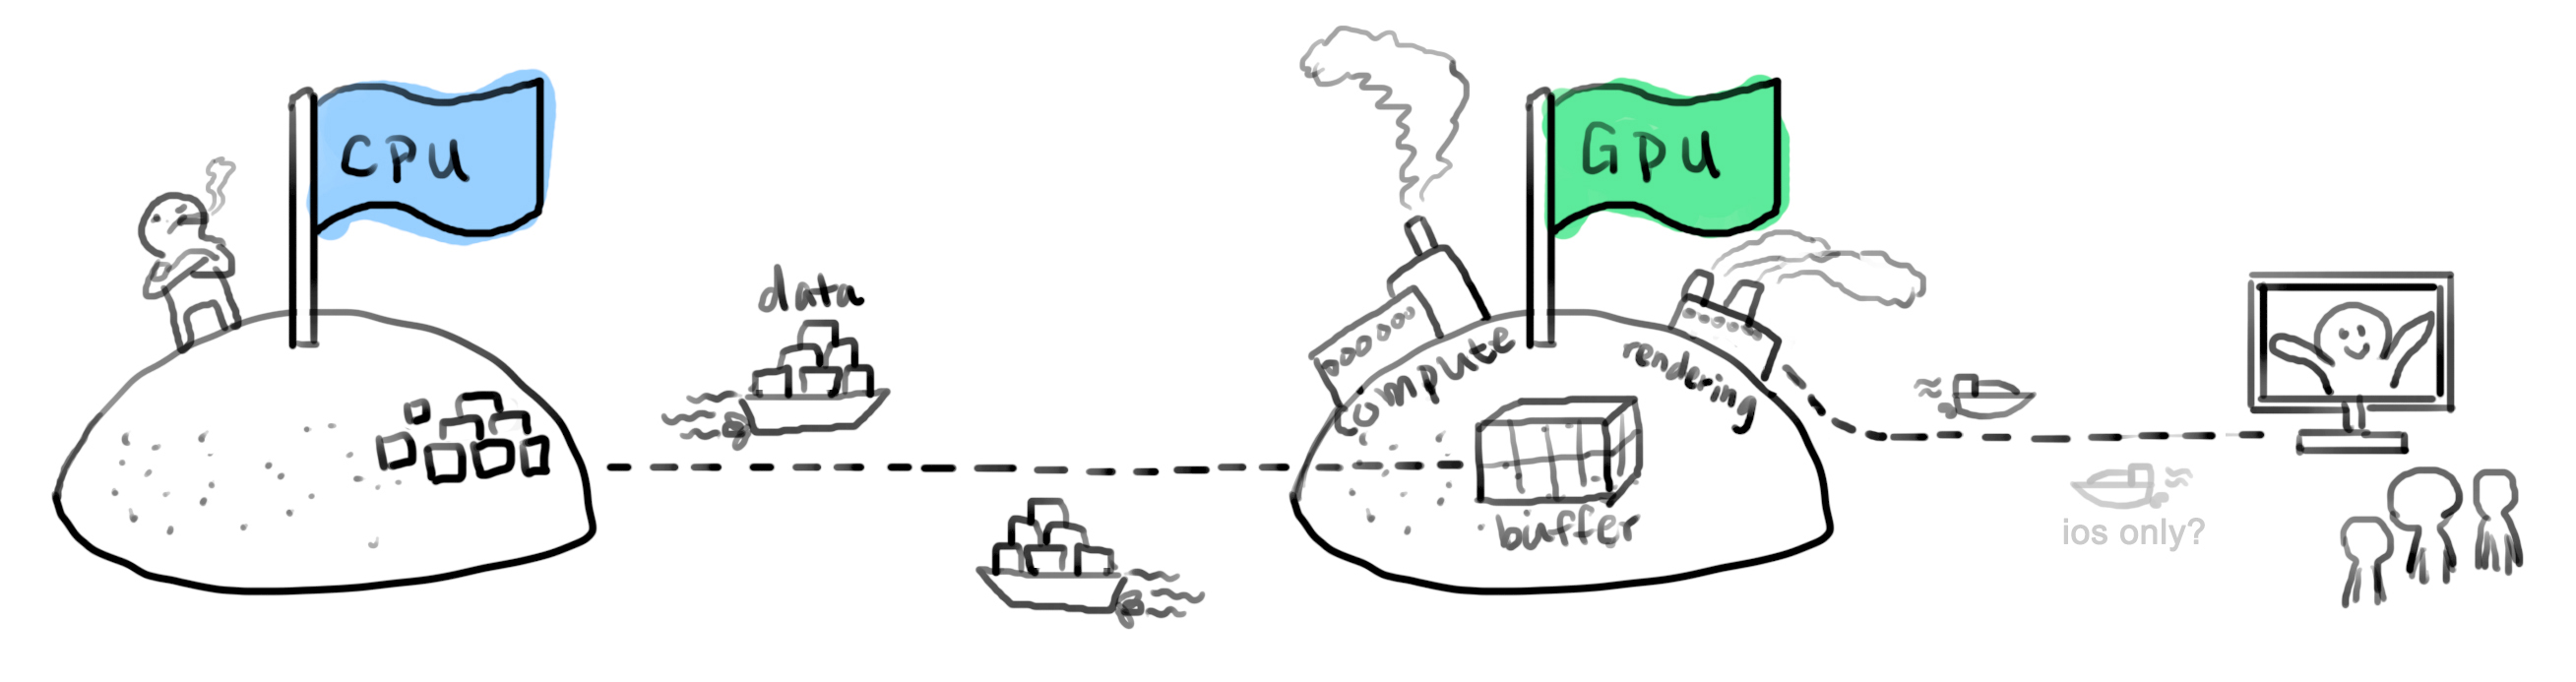 CPU
data
GPU
compute
rendering
buffer
ios only?